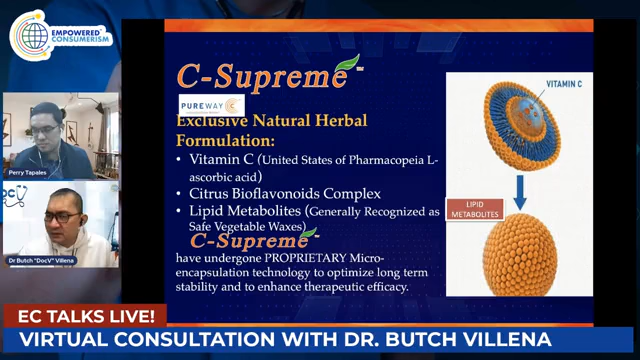 EMPOWERED
CONSUMERISM
C-Supreme™
PUREWAY C
Exclusive Natural Herbal
Formulation:
• Vitamin C (United States of Pharmacopeia L-
ascorbic acid)
• Citrus Bioflavonoids Complex
• Lipid Metabolites (Generally Recognized as
Safe Vegetable Waxes)
C-Supreme™
have undergone PROPRIETARY Micro-
encapsulation technology to optimize long term
stability and to enhance therapeutic efficacy.
VITAMIN C
LIPID
METABOLITES
Perry Tapales
Dr Butch "DocV" Villena
EC TALKS LIVE!
VIRTUAL CONSULTATION WITH DR. BUTCH VILLENA